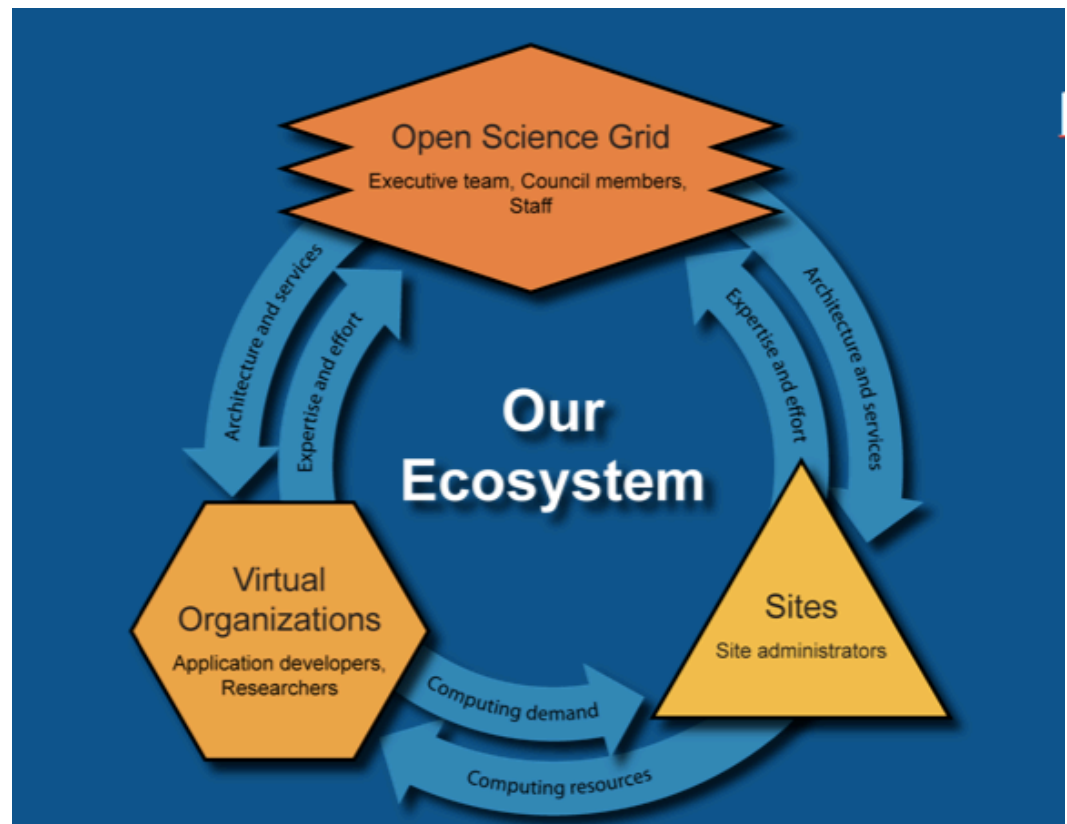 Open Science Grid
Executive team, Council members,
Staff
Architecture and services
Expertise and effort
Expertise and effort
Architecture and services
Our
Ecosystem
Virtual
Organizations
Application developers,
Researchers
Sites
Site administrators
Computing demand
Computing resources